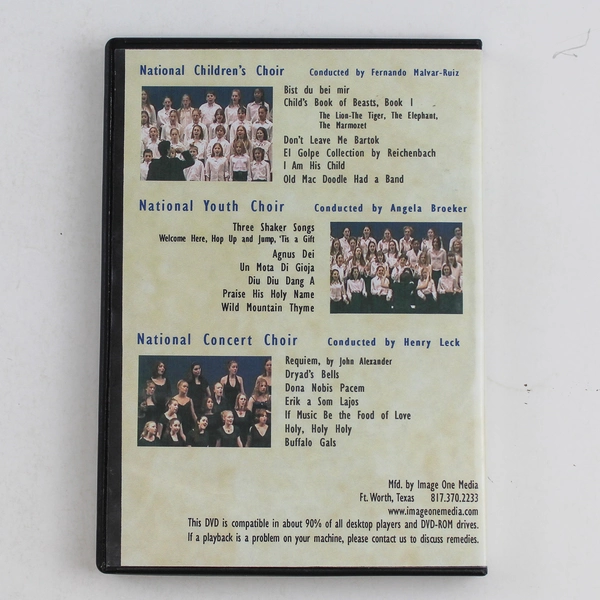 National Children's Choir Conducted by Fernando Malvar-Ruiz
Bist du bei mir
Child's Book of Beasts, Book I
The Lion-The Tiger, The Elephant,
The Marmozet
Don't Leave Me Bartok
El Golpe Collection by Reichenbach
I Am His Child
Old Mac Doodle Had a Band
National Youth Choir Conducted by Angela Broeker
Three Shaker Songs
Welcome Here, Hop Up and Jump, 'Tis a Gift
Agnus Dei
Un Mota Di Gioja
Diu Diu Dang A
Praise His Holy Name
Wild Mountain Thyme
National Concert Choir Conducted by Henry Leck
Requiem, by John Alexander
Dryad's Bells
Dona Nobis Pacem
Erik a Som Lajos
If Music Be the Food of Love
Holy, Holy Holy
Buffalo Gals
Mfd. by Image One Media
Ft. Worth, Texas 817.370.2233
www.imageonemedia.com
This DVD is compatible in about 90% of all desktop players and DVD-ROM drives.
If a playback is a problem on your machine, please contact us to discuss remedies.